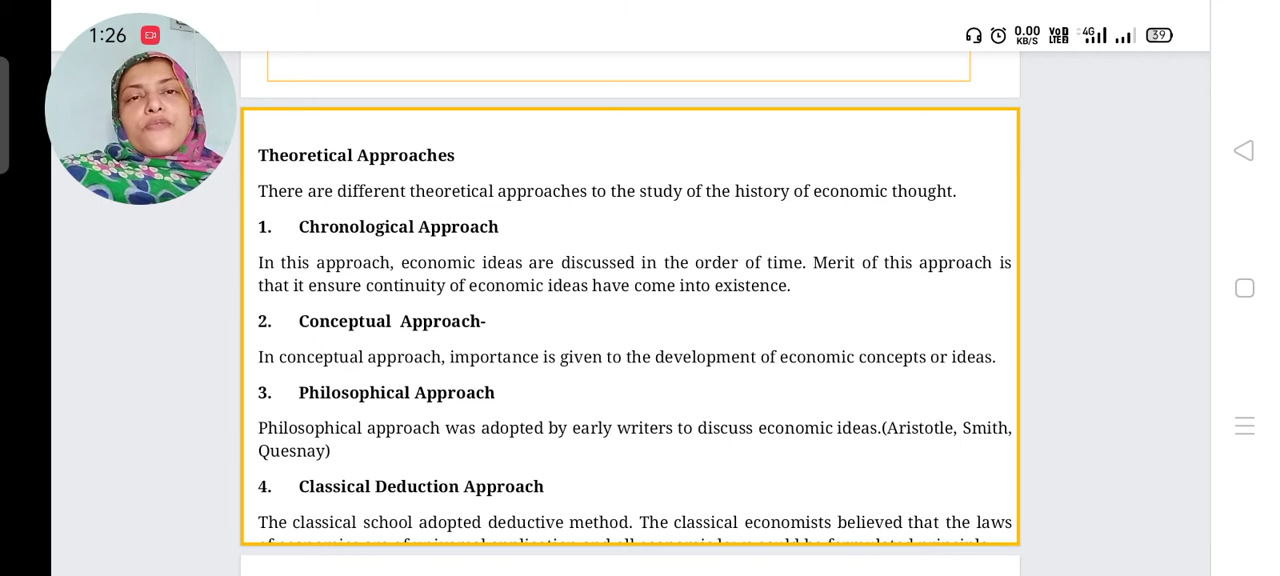 1:26
0.00
KB/S
Vo
LTE
4G
39
Theoretical Approaches
There are different theoretical approaches to the study of the history of economic thought.
1. Chronological Approach
In this approach, economic ideas are discussed in the order of time. Merit of this approach is
that it ensure continuity of economic ideas have come into existence.
2. Conceptual Approach-
In conceptual approach, importance is given to the development of economic concepts or ideas.
3. Philosophical Approach
Philosophical approach was adopted by early writers to discuss economic ideas.(Aristotle, Smith,
Quesnay)
4. Classical Deduction Approach
The classical school adopted deductive method. The classical economists believed that the laws